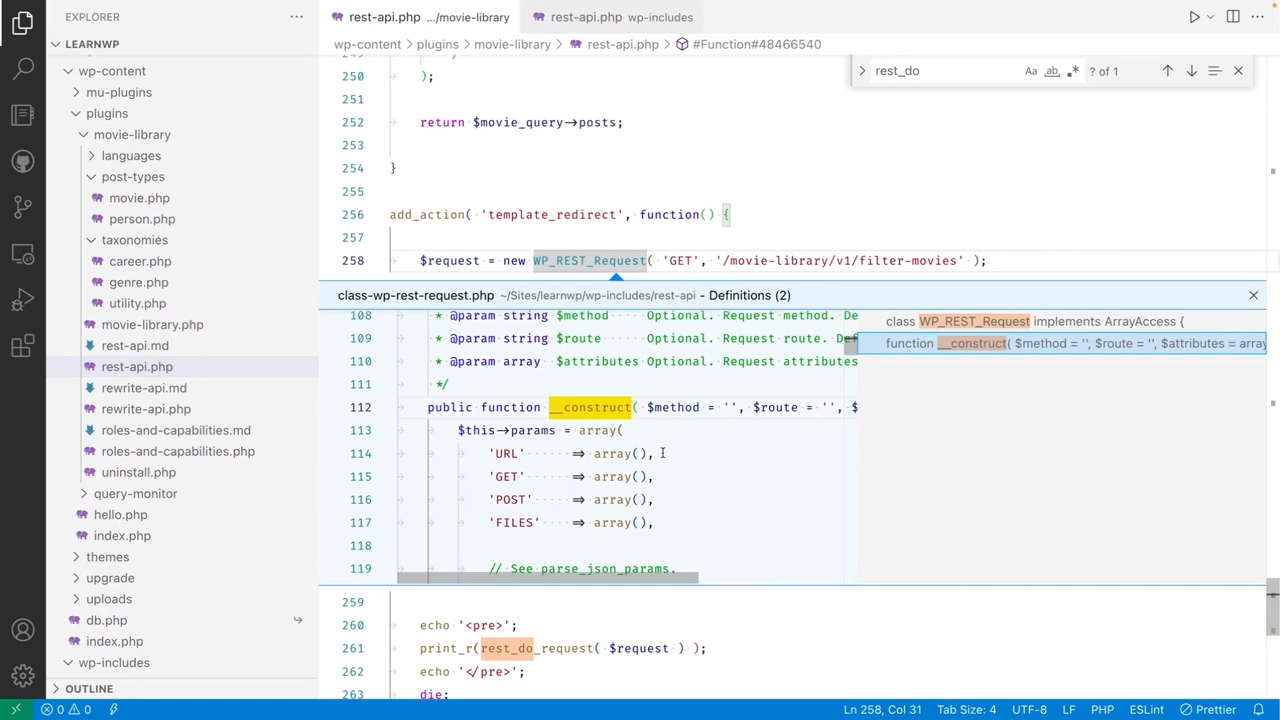 EXPLORER
LEARNWP
wp-content
mu-plugins
plugins
movie-library
languages
post-types
movie.php
person.php
taxonomies
career.php
genre.php
utility.php
movie-library.php
rest-api.md
rest-api.php
rewrite-api.md
rewrite-api.php
roles-and-capabilities.md
roles-and-capabilities.php
uninstall.php
query-monitor
hello.php
index.php
themes
upgrade
uploads
db.php
index.php
wp-includes
OUTLINE
rest-api.php .../movie-library
rest-api.php wp-includes
wp-content > plugins > movie-library > rest-api.php > #Function#48466540
rest_do
Aa ab .* ? of 1
250 );
251
252 return $movie_query->posts;
253
254 }
255
256 add_action( 'template_redirect', function() {
257
258 $request = new WP_REST_Request( 'GET', '/movie-library/v1/filter-movies' );
class-wp-rest-request.php ~/Sites/learnwp/wp-includes/rest-api - Definitions (2)
108 * @param string $method Optional. Request method. De
109 * @param string $route Optional. Request route. Def
110 * @param array $attributes Optional. Request attributes
111 */
112 public function __construct( $method = '', $route = '', $
113 $this->params = array(
114 'URL' => array(),
115 'GET' => array(),
116 'POST' => array(),
117 'FILES' => array(),
118
119 // See parse_json_params.
class WP_REST_Request implements ArrayAccess {
function __construct( $method = '', $route = '', $attributes = array
259
260 echo '<pre>';
261 print_r(rest_do_request( $request ) );
262 echo '</pre>';
263 die;
0 0 Ln 258, Col 31 Tab Size: 4 UTF-8 LF PHP ESLint Prettier